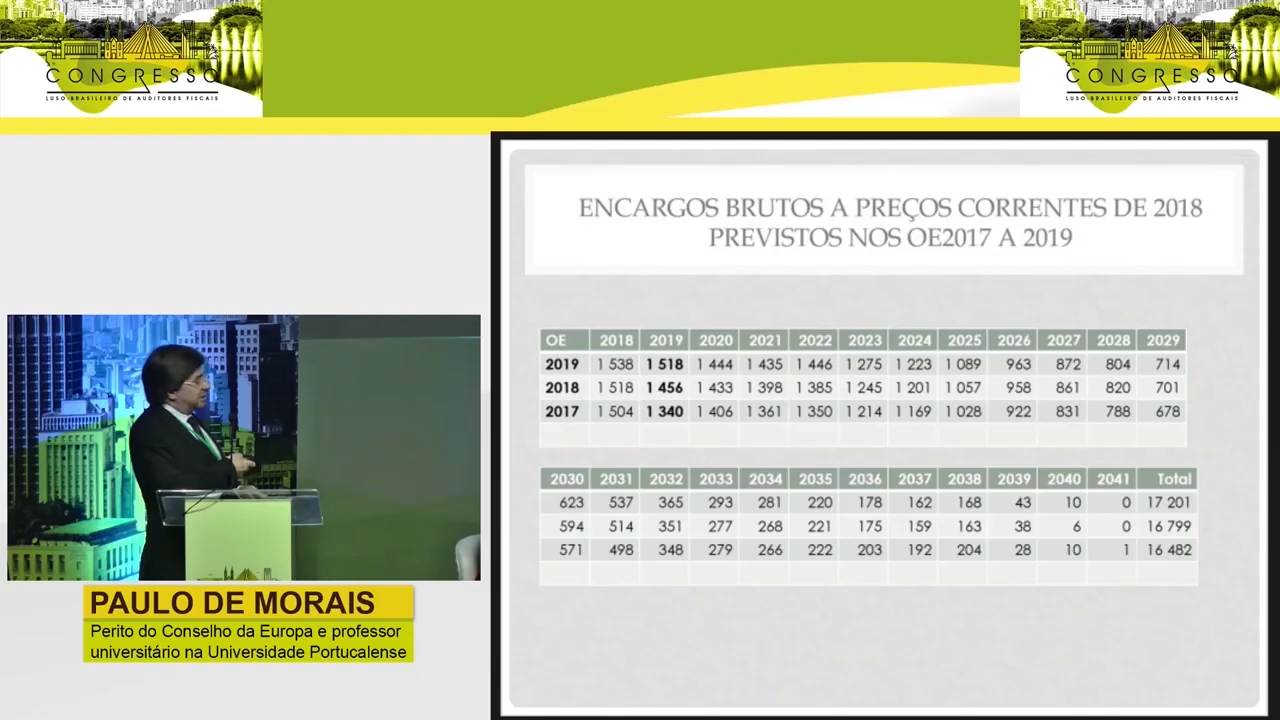 CONGRESSO
LUSO-BRASILEIRO DE AUDITORES FISCAIS
CONGRESSO
LUSO-BRASILEIRO DE AUDITORES FISCAIS
ENCARGOS BRUTOS A PREÇOS CORRENTES DE 2018
PREVISTOS NOS OE2017 A 2019
OE 2018 2019 2020 2021 2022 2023 2024 2025 2026 2027 2028 2029
2019 1 538 1 518 1 444 1 435 1 446 1 275 1 223 1 089 963 872 804 714
2018 1 518 1 456 1 433 1 398 1 385 1 245 1 201 1 057 958 861 820 701
2017 1 504 1 340 1 406 1 361 1 350 1 214 1 169 1 028 922 831 788 678
2030 2031 2032 2033 2034 2035 2036 2037 2038 2039 2040 2041 Total
623 537 365 293 281 220 178 162 168 43 10 0 17 201
594 514 351 277 268 221 175 159 163 38 6 0 16 799
571 498 348 279 266 222 203 192 204 28 10 1 16 482
PAULO DE MORAIS
Perito do Conselho da Europa e professor
universitário na Universidade Portucalense